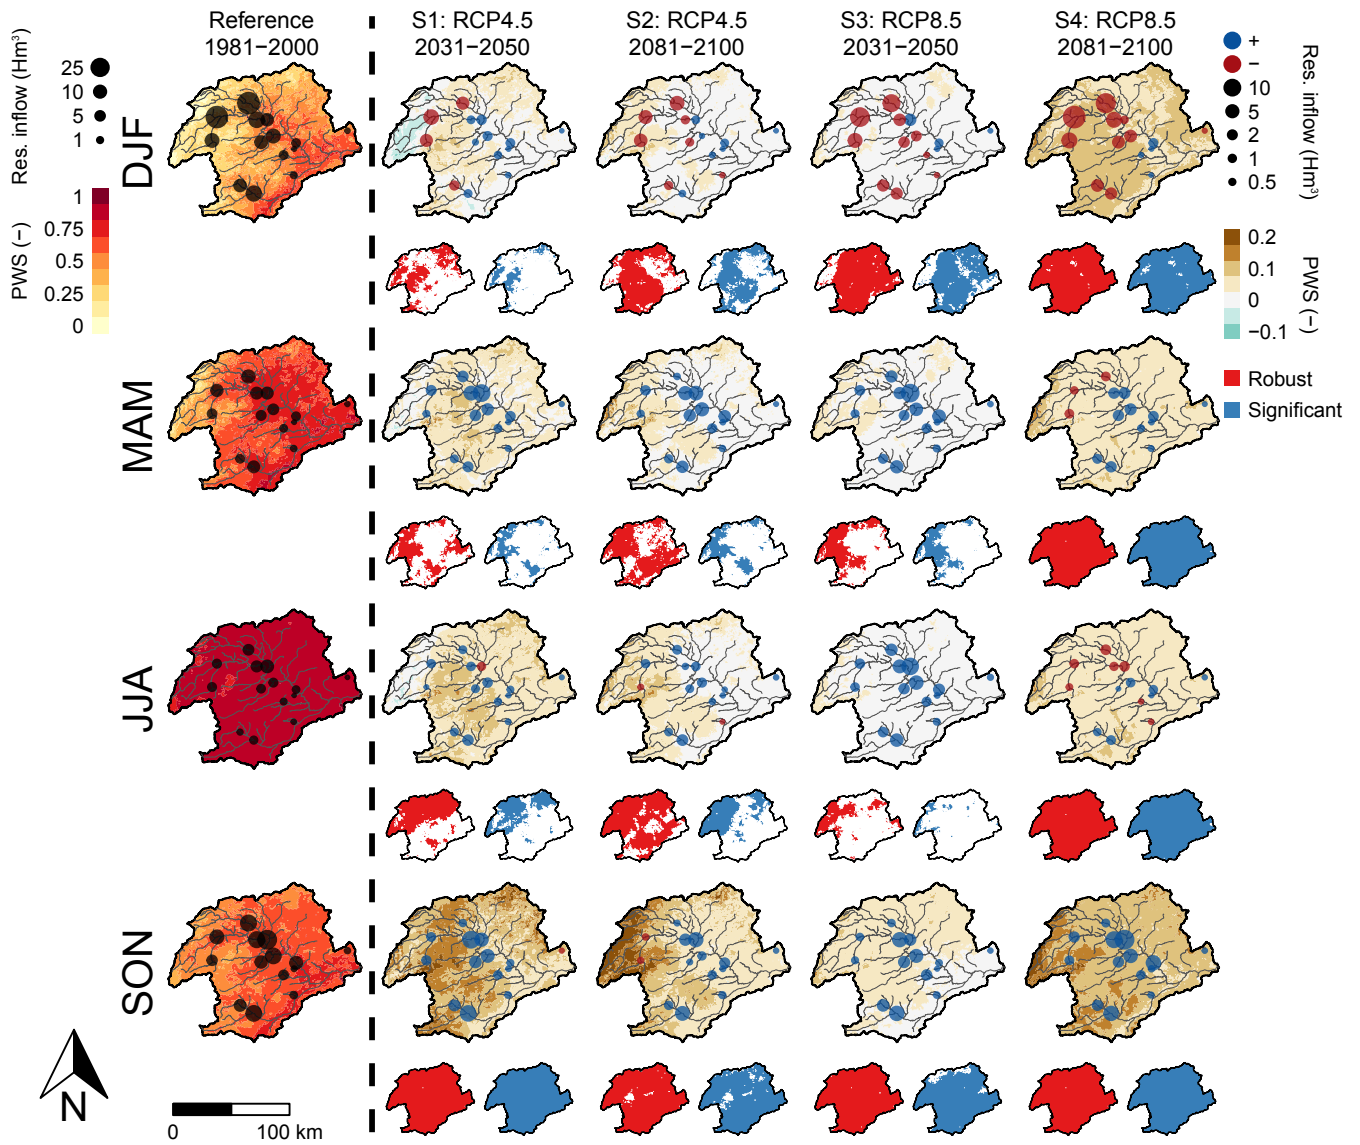 Reference
1981−2000
S1: RCP4.5
2031−2050
S2: RCP4.5
2081−2100
S3: RCP8.5
2031−2050
S4: RCP8.5
2081−2100
Res. inflow (Hm³)
25
10
5
1
PWS (−)
1
0.75
0.5
0.25
0
+
−
10
5
2
1
0.5
Res. inflow (Hm³)
0.2
0.1
0
−0.1
PWS (−)
Robust
Significant
DJF
MAM
JJA
SON
N
0
100 km